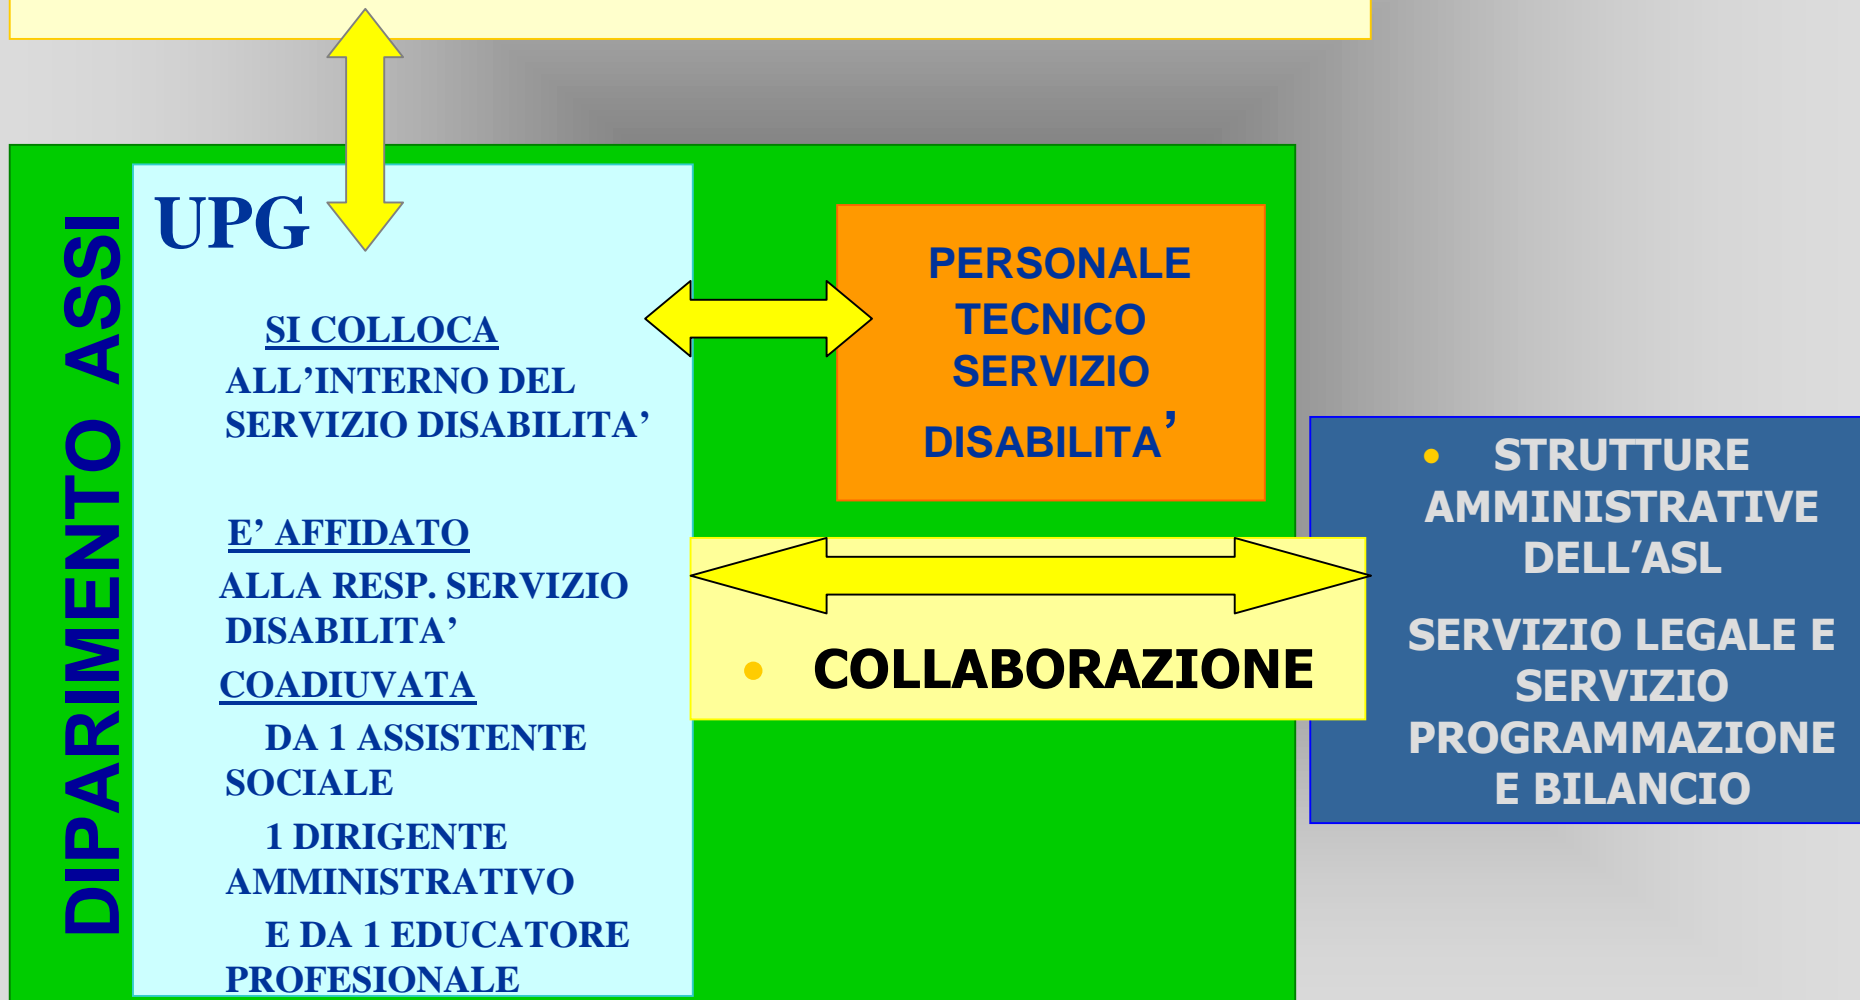 DIPARIMENTO ASSI
UPG
SI COLLOCA
ALL’INTERNO DEL
SERVIZIO DISABILITA’
E’ AFFIDATO
ALLA RESP. SERVIZIO
DISABILITA’
COADIUVATA
DA 1 ASSISTENTE
SOCIALE
1 DIRIGENTE
AMMINISTRATIVO
E DA 1 EDUCATORE
PROFESIONALE
PERSONALE
TECNICO
SERVIZIO
DISABILITA’
• COLLABORAZIONE
• STRUTTURE
AMMINISTRATIVE
DELL’ASL
SERVIZIO LEGALE E
SERVIZIO
PROGRAMMAZIONE
E BILANCIO